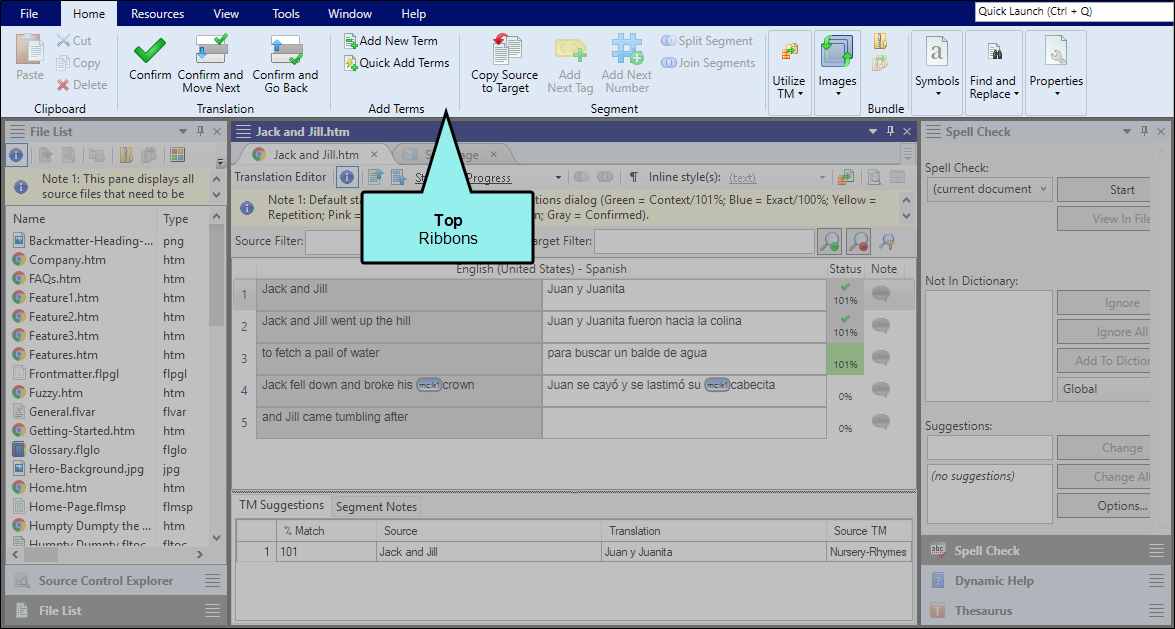 File Home Resources View Tools Window Help
Quick Launch (Ctrl + Q)
Paste
Cut
Copy
Delete
Clipboard
Confirm
Confirm and
Move Next
Confirm and
Go Back
Translation
Add New Term
Quick Add Terms
Add Terms
Copy Source
to Target
Add
Next Tag
Add Next
Number
Split Segment
Join Segments
Segment
Utilize
TM
Images
Bundle
Symbols
Find and
Replace
Properties
File List
Note 1: This pane displays all
source files that need to be
Name Type
Backmatter-Heading-... png
Company.htm htm
FAQs.htm htm
Feature1.htm htm
Feature2.htm htm
Feature3.htm htm
Features.htm htm
Frontmatter.flpgl flpgl
Fuzzy.htm htm
General.flvar flvar
Getting-Started.htm htm
Glossary.flglo flglo
Hero-Background.jpg jpg
Home.htm htm
Home-Page.flmsp flmsp
Humpty Dumpty the ... htm
Humpty Dumpty.fltoc fltoc
Source Control Explorer
File List
Jack and Jill.htm
Jack and Jill.htm
Translation Editor
Progress
Inline style(s): (text)
Note 1: Default
tions dialog (Green = Context/101%; Blue = Exact/100%; Yellow =
Repetition; Pink =
Gray = Confirmed).
Top
Ribbons
Source Filter:
arget Filter:
English (United States) - Spanish Status Note
1 Jack and Jill Juan y Juanita 101%
2 Jack and Jill went up the hill Juan y Juanita fueron hacia la colina 101%
3 to fetch a pail of water para buscar un balde de agua 101%
4 Jack fell down and broke his mc:k1 crown Juan se cayó y se lastimó su mc:k1 cabecita 0%
5 and Jill came tumbling after 0%
TM Suggestions Segment Notes
% Match Source Translation Source TM
1 101 Jack and Jill Juan y Juanita Nursery-Rhymes
Spell Check
Spell Check:
(current document
Start
View In File
Not In Dictionary:
Ignore
Ignore All
Add To Diction
Global
Suggestions:
Change
(no suggestions)
Change All
Options...
Spell Check
Dynamic Help
Thesaurus